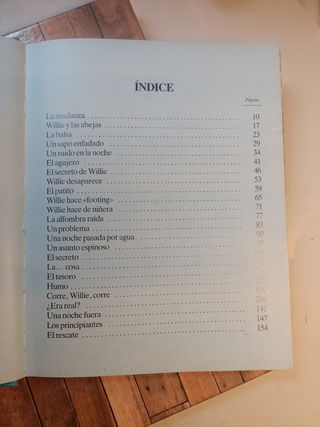 ÍNDICE
Página
La mudanza 10
Willie y las abejas 17
La balsa 23
Un sapo enfadado 29
Un ruido en la noche 34
El agujero 41
El secreto de Willie 46
Willie desaparece 53
El patito 59
Willie hace «footing» 65
Willie hace de niñera 71
La alfombra raída 77
Un problema 83
Una noche pasada por agua 90
Un asunto espinoso
El secreto
La... cosa
El tesoro
Humo
Corre, Willie, corre
¿Era real? 141
Una noche fuera 147
Los principiantes 154
El rescate